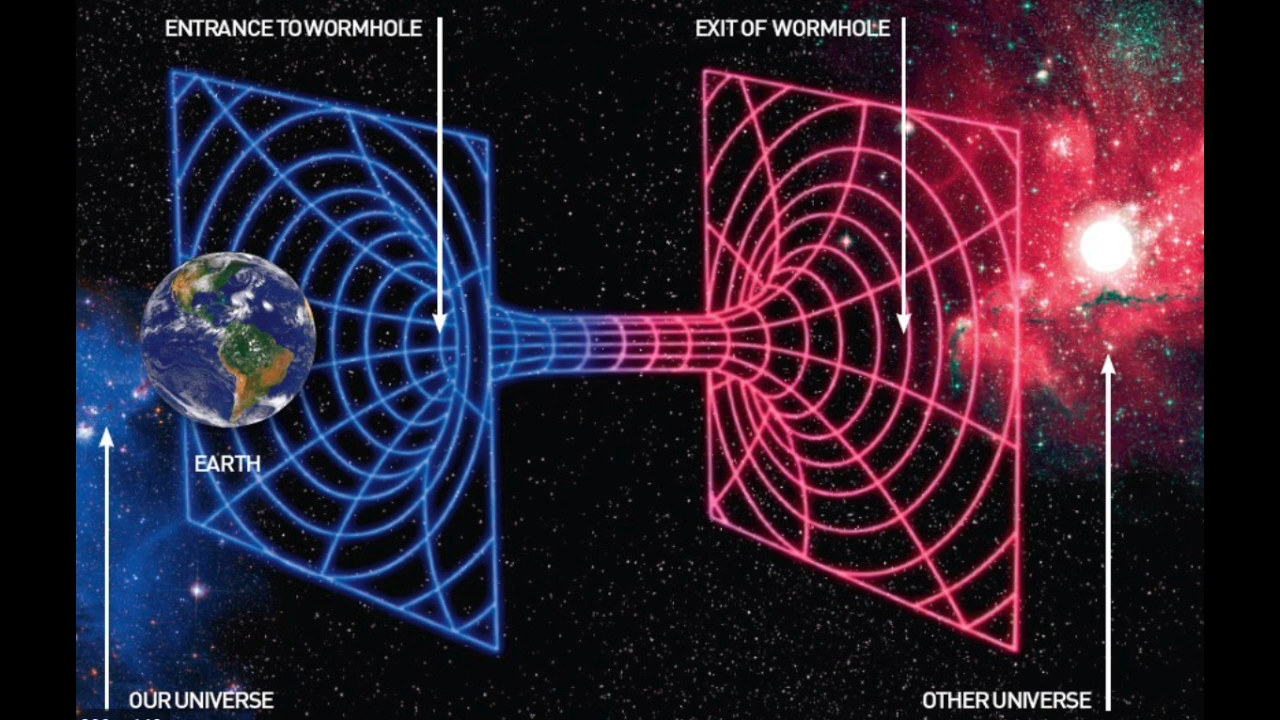 ENTRANCE TO WORMHOLE
EXIT OF WORMHOLE
EARTH
OUR UNIVERSE
OTHER UNIVERSE